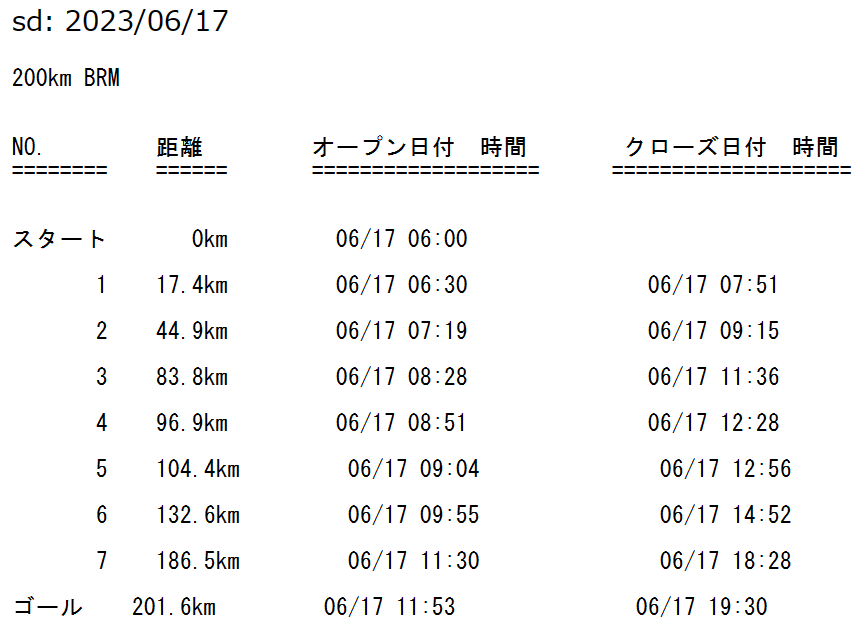 sd: 2023/06/17
200km BRM
NO. 距離 オープン日付 時間 クローズ日付 時間
======== ====== =================== ====================
スタート 0km 06/17 06:00
1 17.4km 06/17 06:30 06/17 07:51
2 44.9km 06/17 07:19 06/17 09:15
3 83.8km 06/17 08:28 06/17 11:36
4 96.9km 06/17 08:51 06/17 12:28
5 104.4km 06/17 09:04 06/17 12:56
6 132.6km 06/17 09:55 06/17 14:52
7 186.5km 06/17 11:30 06/17 18:28
ゴール 201.6km 06/17 11:53 06/17 19:30